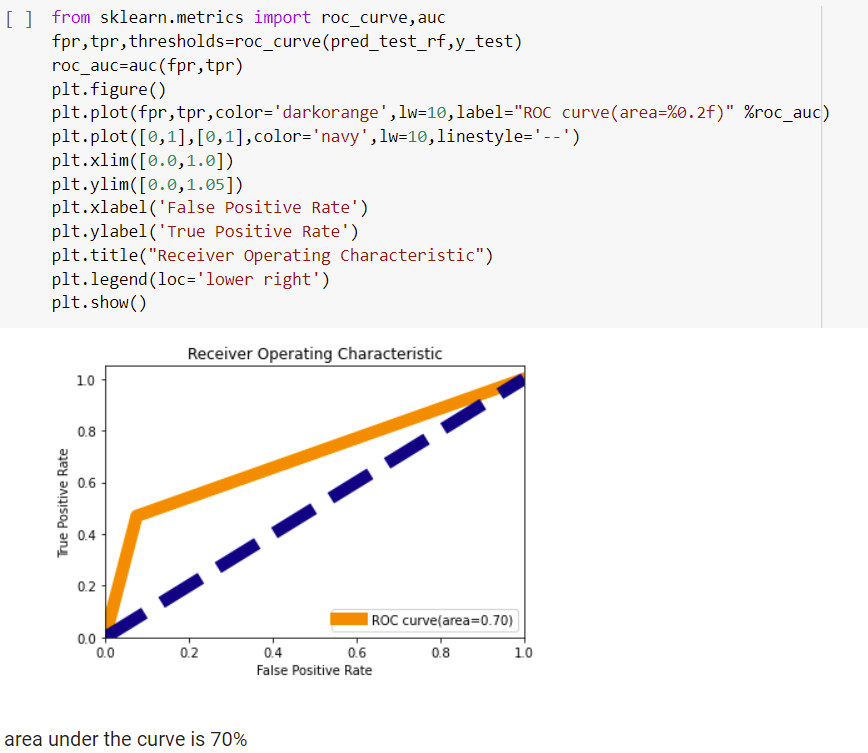 [ ] from sklearn.metrics import roc_curve,auc
fpr,tpr,thresholds=roc_curve(pred_test_rf,y_test)
roc_auc=auc(fpr,tpr)
plt.figure()
plt.plot(fpr,tpr,color='darkorange',lw=10,label="ROC curve(area=%0.2f)" %roc_auc)
plt.plot([0,1],[0,1],color='navy',lw=10,linestyle='--')
plt.xlim([0.0,1.0])
plt.ylim([0.0,1.05])
plt.xlabel('False Positive Rate')
plt.ylabel('True Positive Rate')
plt.title("Receiver Operating Characteristic")
plt.legend(loc='lower right')
plt.show()
Receiver Operating Characteristic
True Positive Rate
1.0
0.8
0.6
0.4
0.2
0.0
ROC curve(area=0.70)
0.0 0.2 0.4 0.6 0.8 1.0
False Positive Rate
area under the curve is 70%